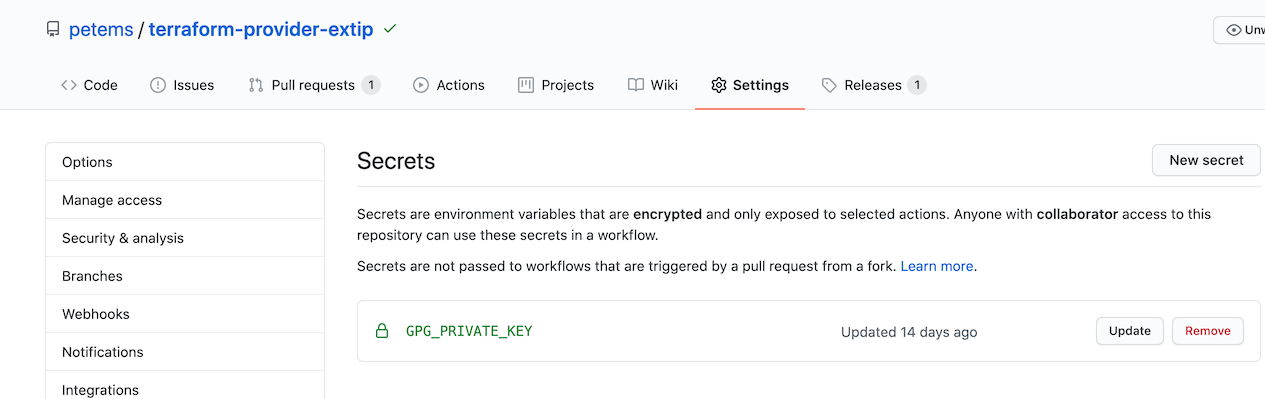 petems / terraform-provider-extip
Unw
Code Issues Pull requests 1 Actions Projects Wiki Settings Releases 1
Options
Manage access
Security & analysis
Branches
Webhooks
Notifications
Integrations
Secrets
New secret
Secrets are environment variables that are encrypted and only exposed to selected actions. Anyone with collaborator access to this
repository can use these secrets in a workflow.
Secrets are not passed to workflows that are triggered by a pull request from a fork. Learn more.
GPG_PRIVATE_KEY Updated 14 days ago Update Remove